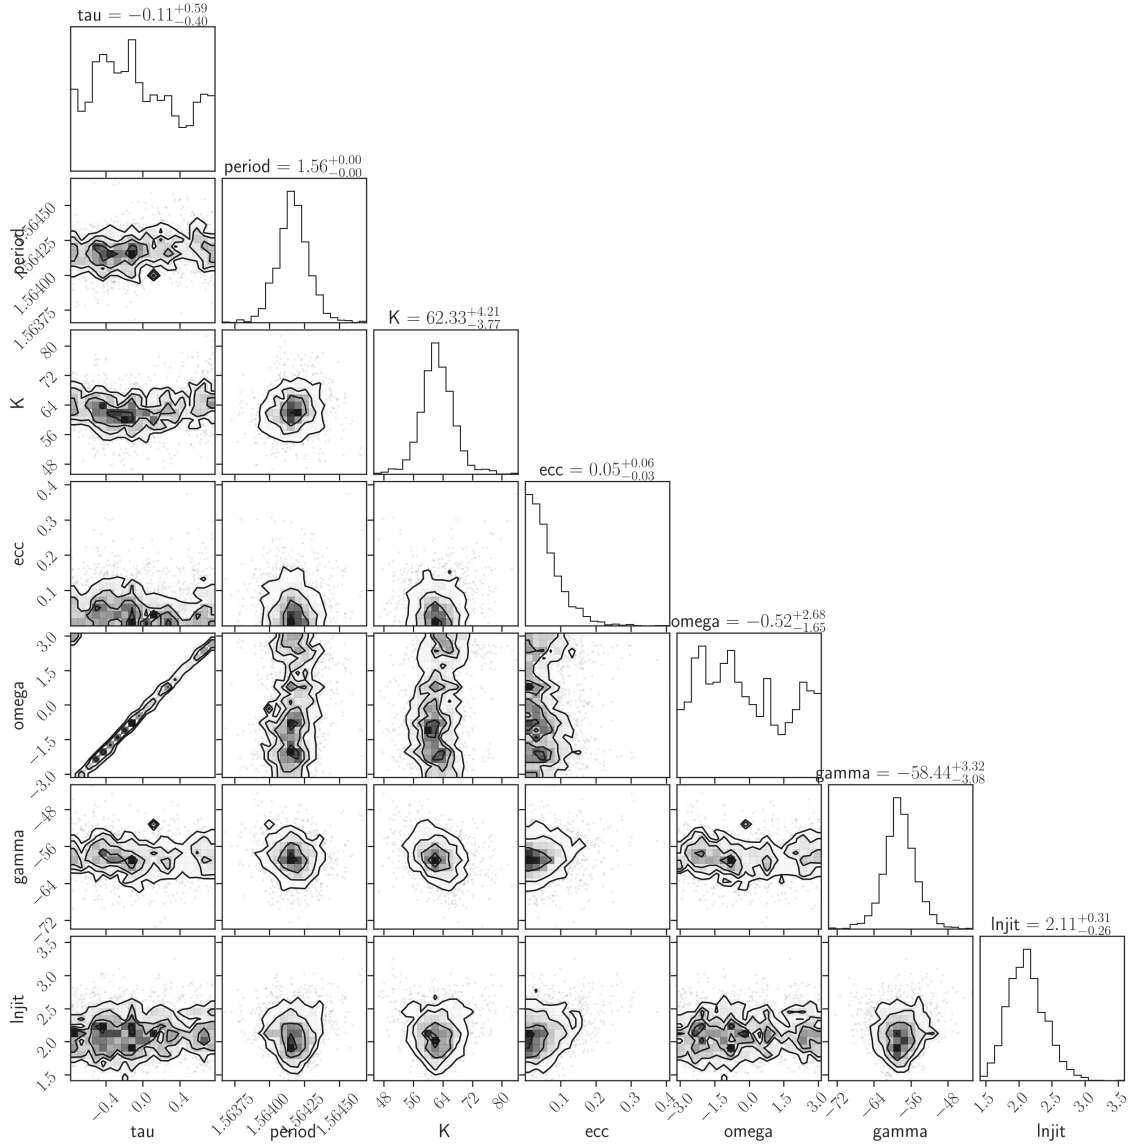 tau = −0.11+0.59 −0.40
period = 1.56+0.00 −0.00
period
1.56450
1.56425
1.56400
1.56375
K = 62.33+4.21 −3.77
K
80
72
64
56
48
ecc = 0.05+0.06 −0.03
ecc
0.4
0.3
0.2
0.1
omega = −0.52+2.68 −1.65
omega
3.0
1.5
0.0
−1.5
−3.0
gamma = −58.44+3.32 −3.08
gamma
−48
−56
−64
−72
lnjit = 2.11+0.31 −0.26
lnjit
3.5
3.0
2.5
2.0
1.5
−0.4 0.0 0.4 1.56375 1.56400 1.56425 1.56450 48 56 64 72 80 0.1 0.2 0.3 0.4 −3.0 −1.5 0.0 1.5 3.0 −72 −64 −56 −48 1.5 2.0 2.5 3.0 3.5
tau period K ecc omega gamma lnjit